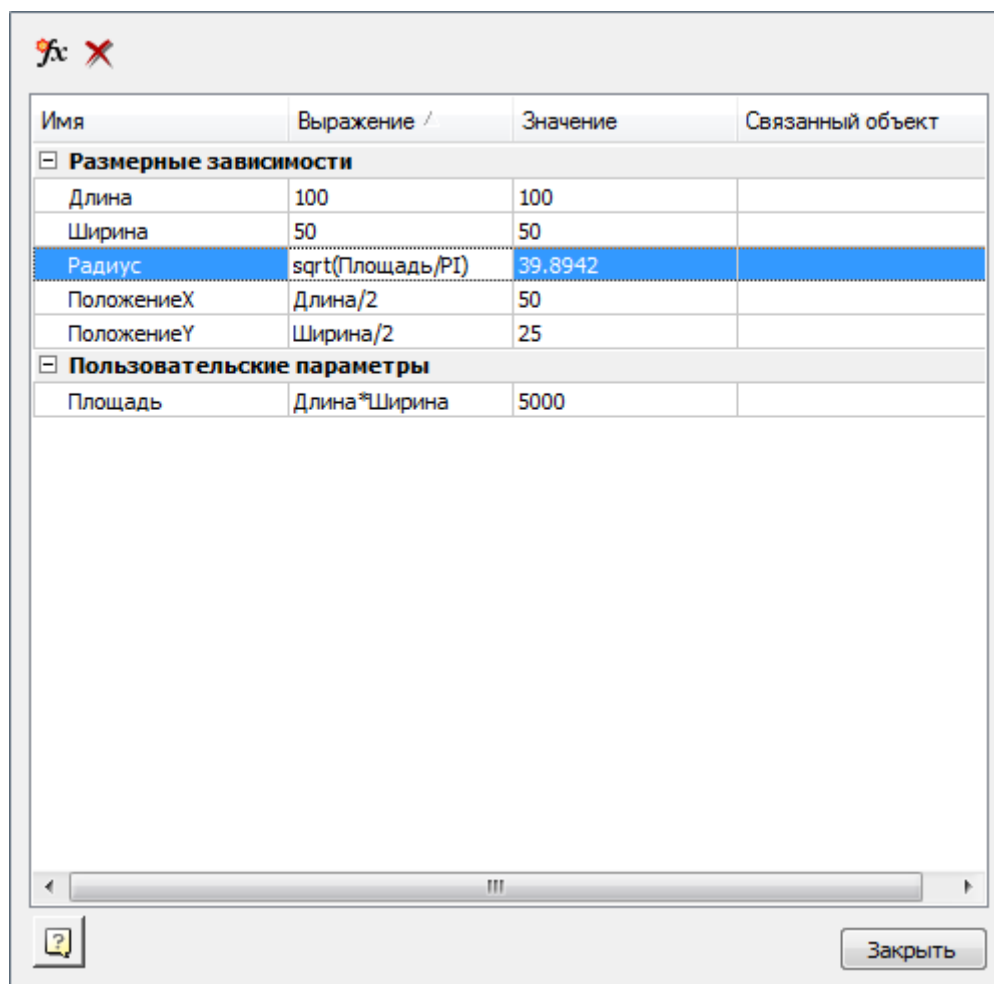 fx
Имя Выражение Значение Связанный объект
Размерные зависимости
Длина 100 100
Ширина 50 50
Радиус sqrt(Площадь/PI) 39.8942
ПоложениеX Длина/2 50
ПоложениеY Ширина/2 25
Пользовательские параметры
Площадь Длина*Ширина 5000
?
Закрыть